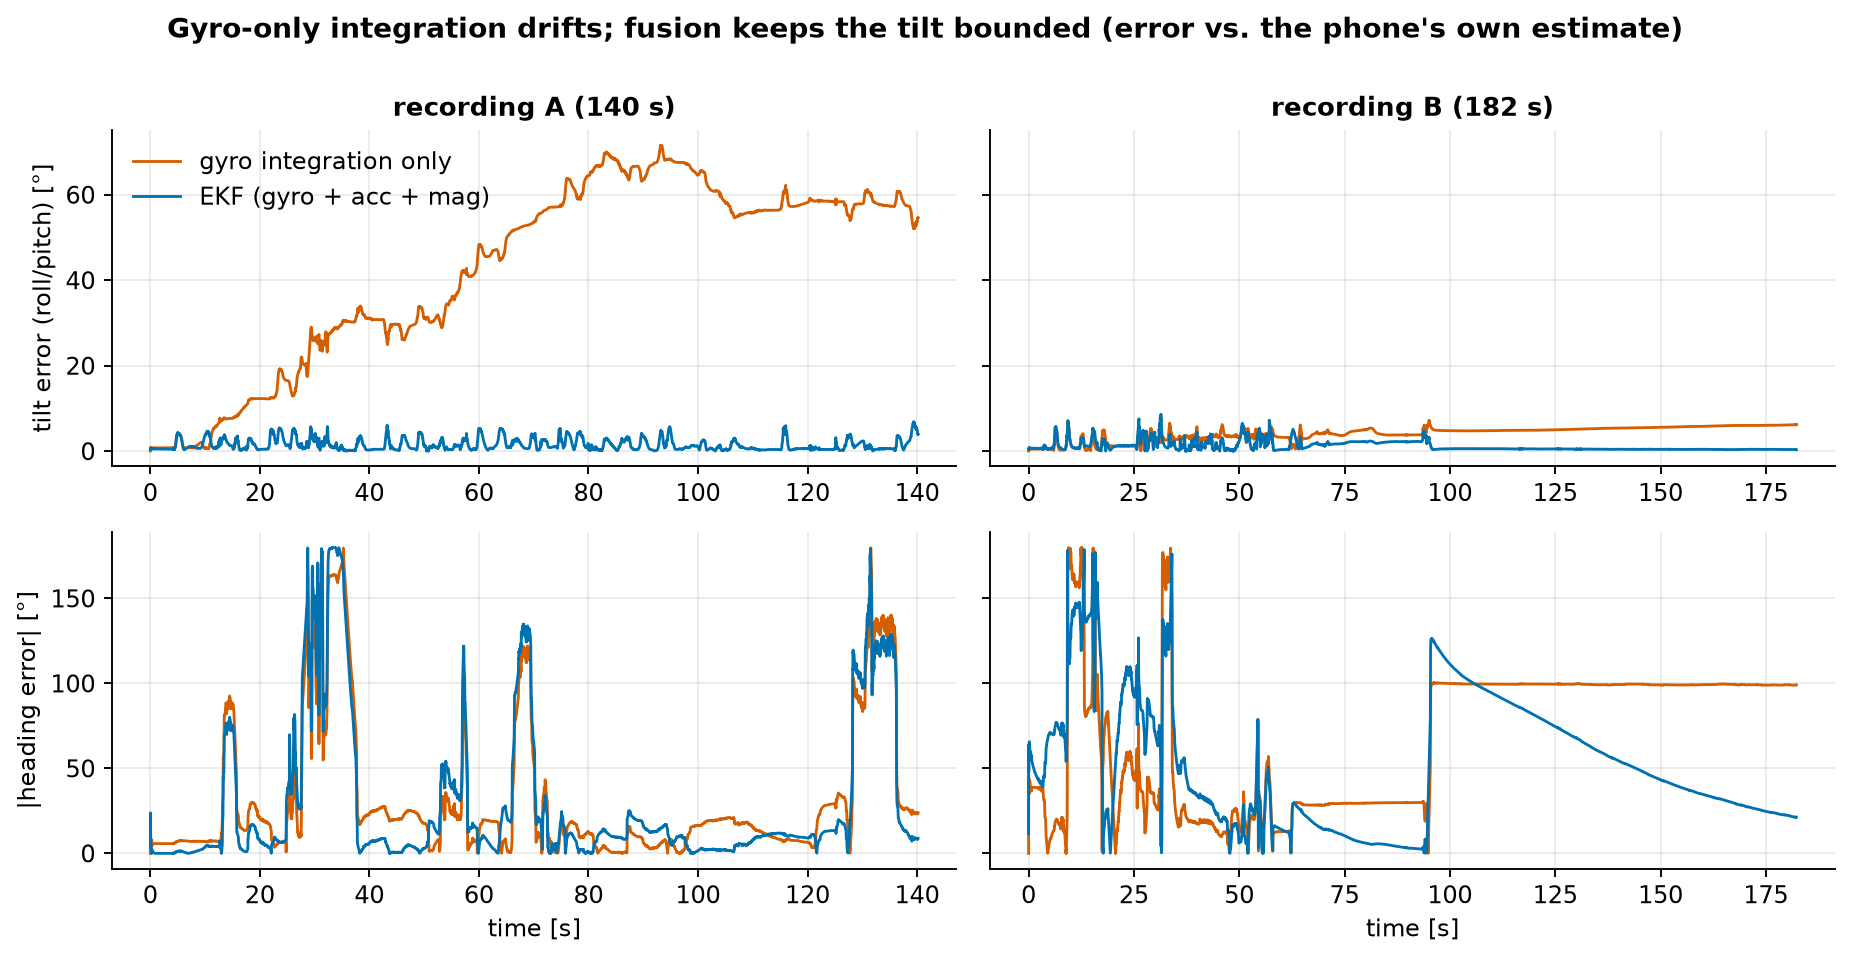 Gyro-only integration drifts; fusion keeps the tilt bounded (error vs. the phone's own estimate)
recording A (140 s)
recording B (182 s)
gyro integration only
EKF (gyro + acc + mag)
tilt error (roll/pitch) [°]
60
40
20
0
0 20 40 60 80 100 120 140
0 25 50 75 100 125 150 175
|heading error| [°]
150
100
50
0
0 20 40 60 80 100 120 140
0 25 50 75 100 125 150 175
time [s]
time [s]